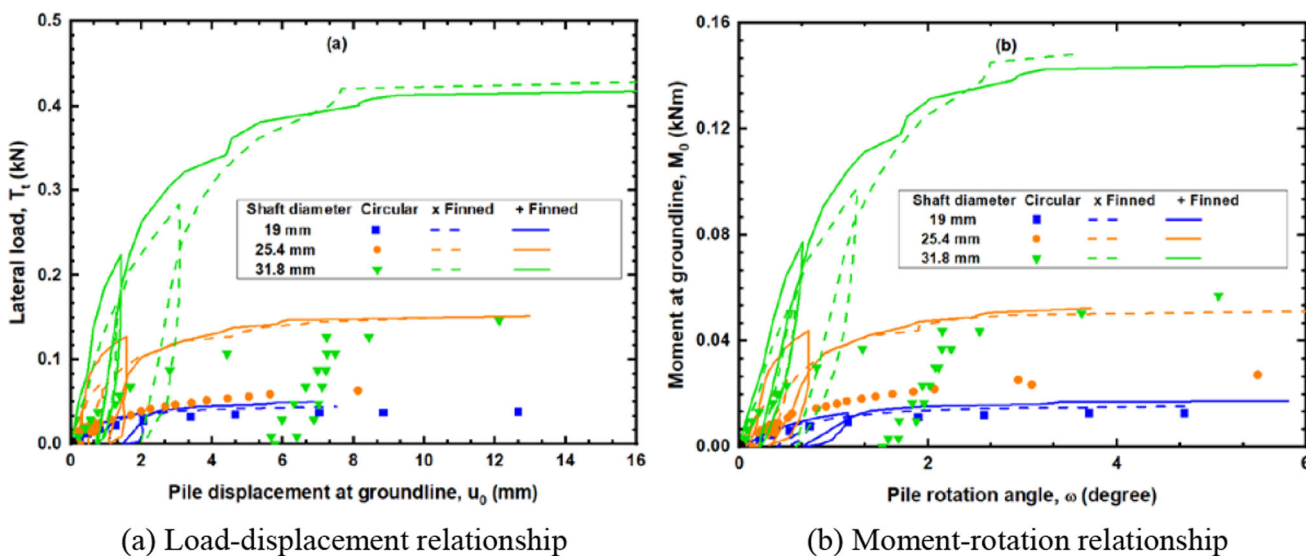 (a)
Lateral load, Tt (kN)
0.5
0.4
0.3
0.2
0.1
0.0
Shaft diameter Circular x Finned + Finned
19 mm
25.4 mm
31.8 mm
0 2 4 6 8 10 12 14 16
Pile displacement at groundline, u0 (mm)
(a) Load-displacement relationship
(b)
Moment at groundline, M0 (kNm)
0.16
0.12
0.08
0.04
0.00
Shaft diameter Circular x Finned + Finned
19 mm
25.4 mm
31.8 mm
0 2 4 6
Pile rotation angle, ω (degree)
(b) Moment-rotation relationship